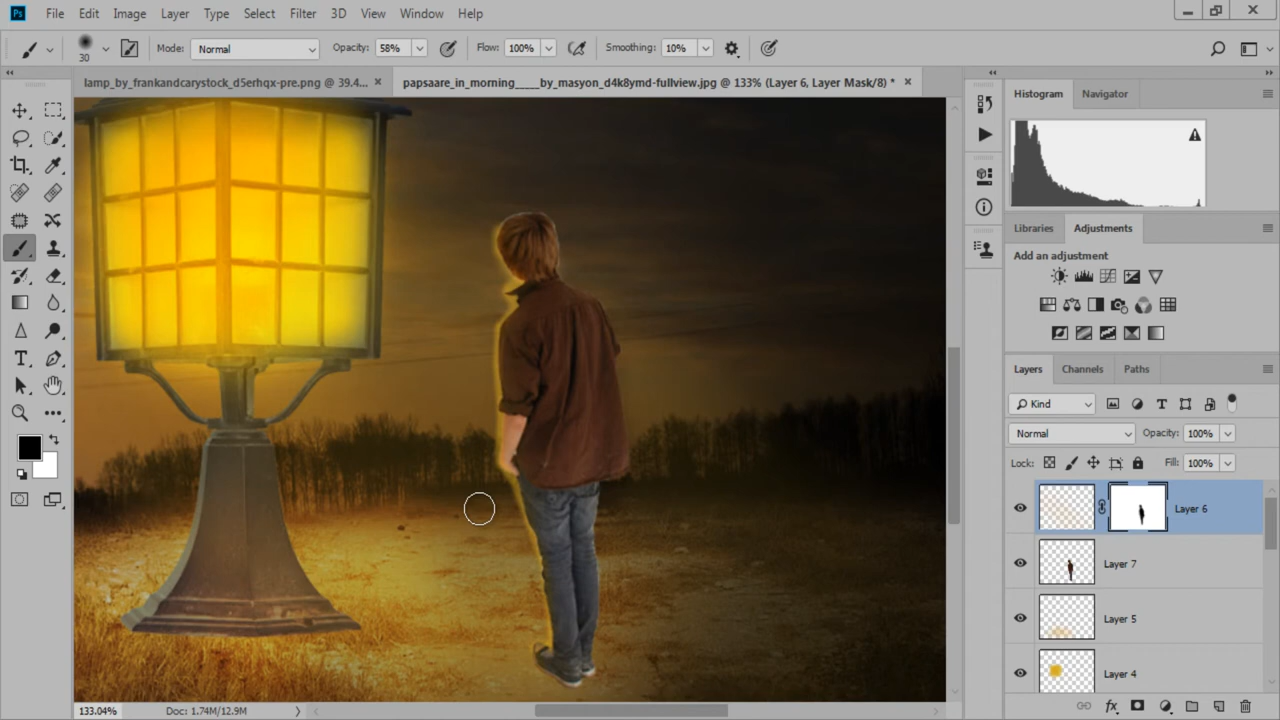 Ps File Edit Image Layer Type Select Filter 3D View Window Help
30 Mode: Normal Opacity: 58% Flow: 100% Smoothing: 10%
lamp_by_frankandcarystock_d5erhqx-pre.png @ 39.4... × papsaare_in_morning_____by_masyon_d4k8ymd-fullview.jpg @ 133% (Layer 6, Layer Mask/8) * ×
Histogram Navigator
Libraries Adjustments
Add an adjustment
Layers Channels Paths
Kind
Normal Opacity: 100%
Lock: Fill: 100%
Layer 6
Layer 7
Layer 5
Layer 4
133.04% Doc: 1.74M/12.9M